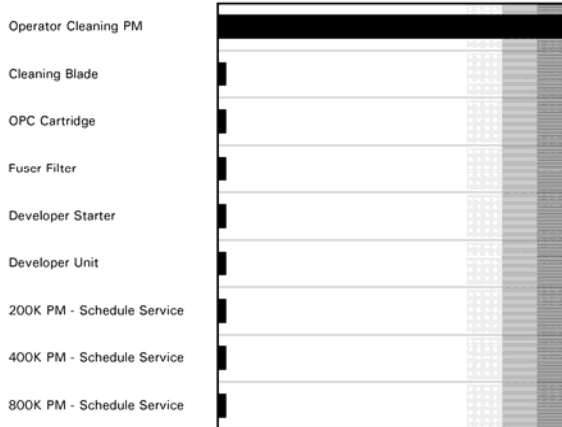 Operator Cleaning PM
Cleaning Blade
OPC Cartridge
Fuser Filter
Developer Starter
Developer Unit
200K PM - Schedule Service
400K PM - Schedule Service
800K PM - Schedule Service